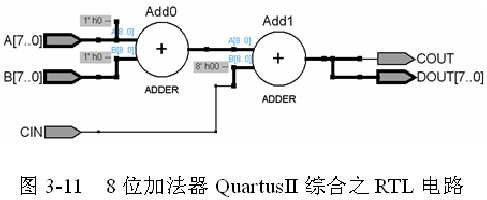 Add0
Add1
1' h0
A[8..0]
A[7..0]
B[8..0]
A[8..0]
COUT
1' h0
B[8..0]
B[7..0]
8' h00
DOUT[7..0]
ADDER
ADDER
CIN
图 3-11 8 位加法器 QuartusII 综合之 RTL 电路